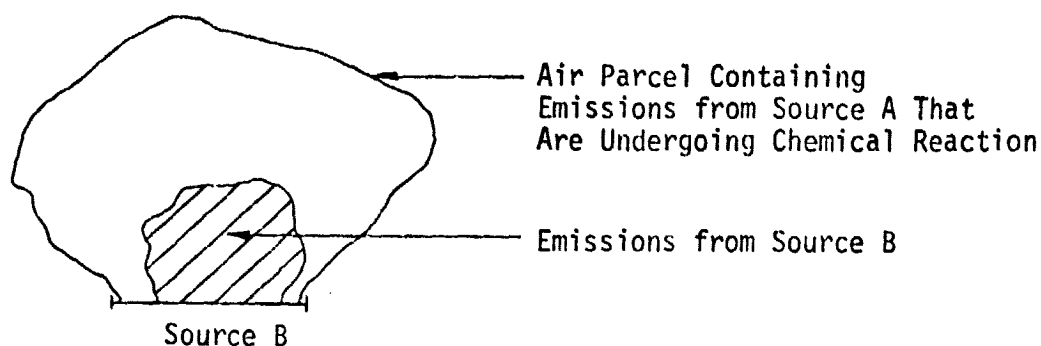 Air Parcel Containing
Emissions from Source A That
Are Undergoing Chemical Reaction
Emissions from Source B
Source B